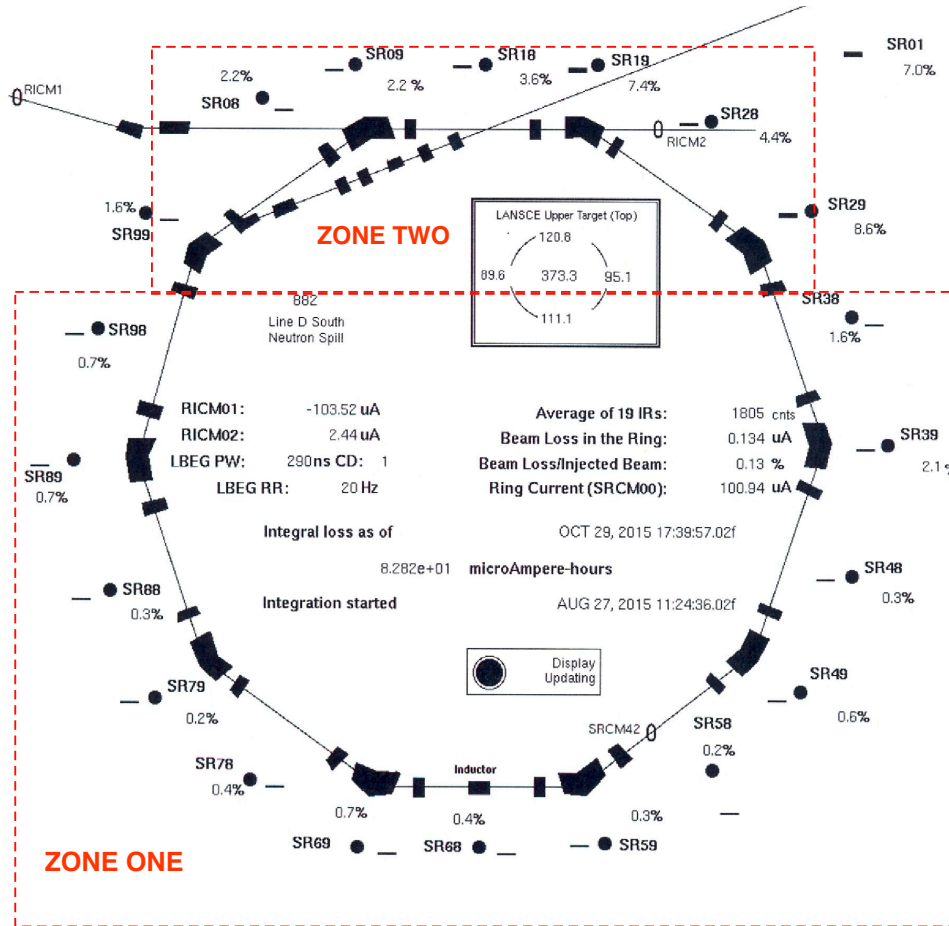 SR01
7.0%
SR09
2.2%
SR18
3.6%
SR19
7.4%
2.2%
SR08
RICM1
SR28
4.4%
RICM2
1.6%
SR99
SR29
8.6%
ZONE TWO
LANSCE Upper Target (Top)
120.8
89.6 373.3 95.1
111.1
882
Line D South
Neutron Spill
SR38
1.6%
SR98
0.7%
RICM01: -103.52 uA
RICM02: 2.44 uA
LBEG PW: 290ns CD: 1
LBEG RR: 20 Hz
Average of 19 IRs: 1805 cnts
Beam Loss in the Ring: 0.134 uA
Beam Loss/Injected Beam: 0.13 %
Ring Current (SRCM00): 100.94 uA
SR39
2.1%
SR89
0.7%
Integral loss as of OCT 29, 2015 17:39:57.02f
8.282e+01 microAmpere-hours
Integration started AUG 27, 2015 11:24:36.02f
SR88
0.3%
SR48
0.3%
Display
Updating
SR79
0.2%
SR49
0.6%
SRCM42
SR58
0.2%
SR78
0.4%
Inductor
0.7%
SR69
0.4%
SR68
0.3%
SR59
ZONE ONE